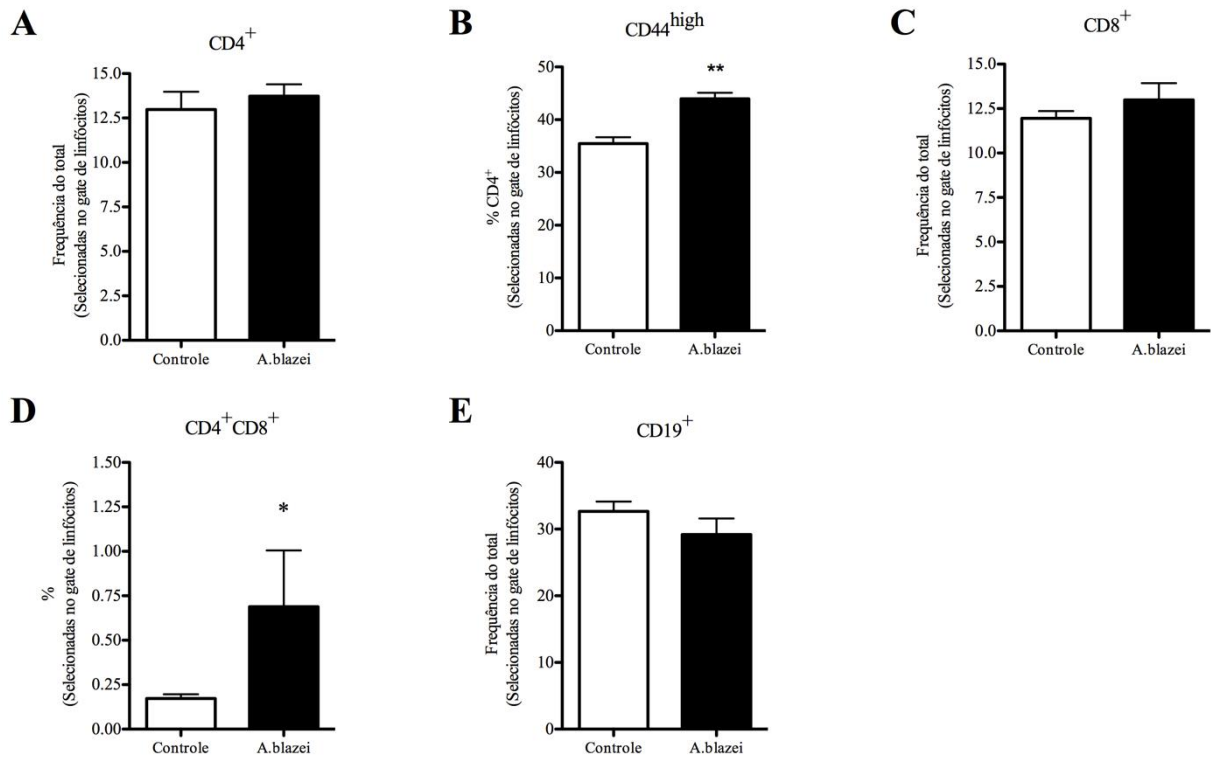 A
CD4+
Frequência do total
(Selecionadas no gate de linfócitos)
15.0
12.5
10.0
7.5
5.0
2.5
0.0
Controle
A.blazei
B
CD44high
% CD4+
(Selecionadas no gate de linfócitos)
50
40
30
20
10
0
**
Controle
A.blazei
C
CD8+
Frequência do total
(Selecionadas no gate de linfócitos)
15.0
12.5
10.0
7.5
5.0
2.5
0.0
Controle
A.blazei
D
CD4+CD8+
%
(Selecionadas no gate de linfócitos)
1.50
1.25
1.00
0.75
0.50
0.25
0.00
*
Controle
A.blazei
E
CD19+
Frequência do total
(Selecionadas no gate de linfócitos)
40
30
20
10
0
Controle
A.blazei